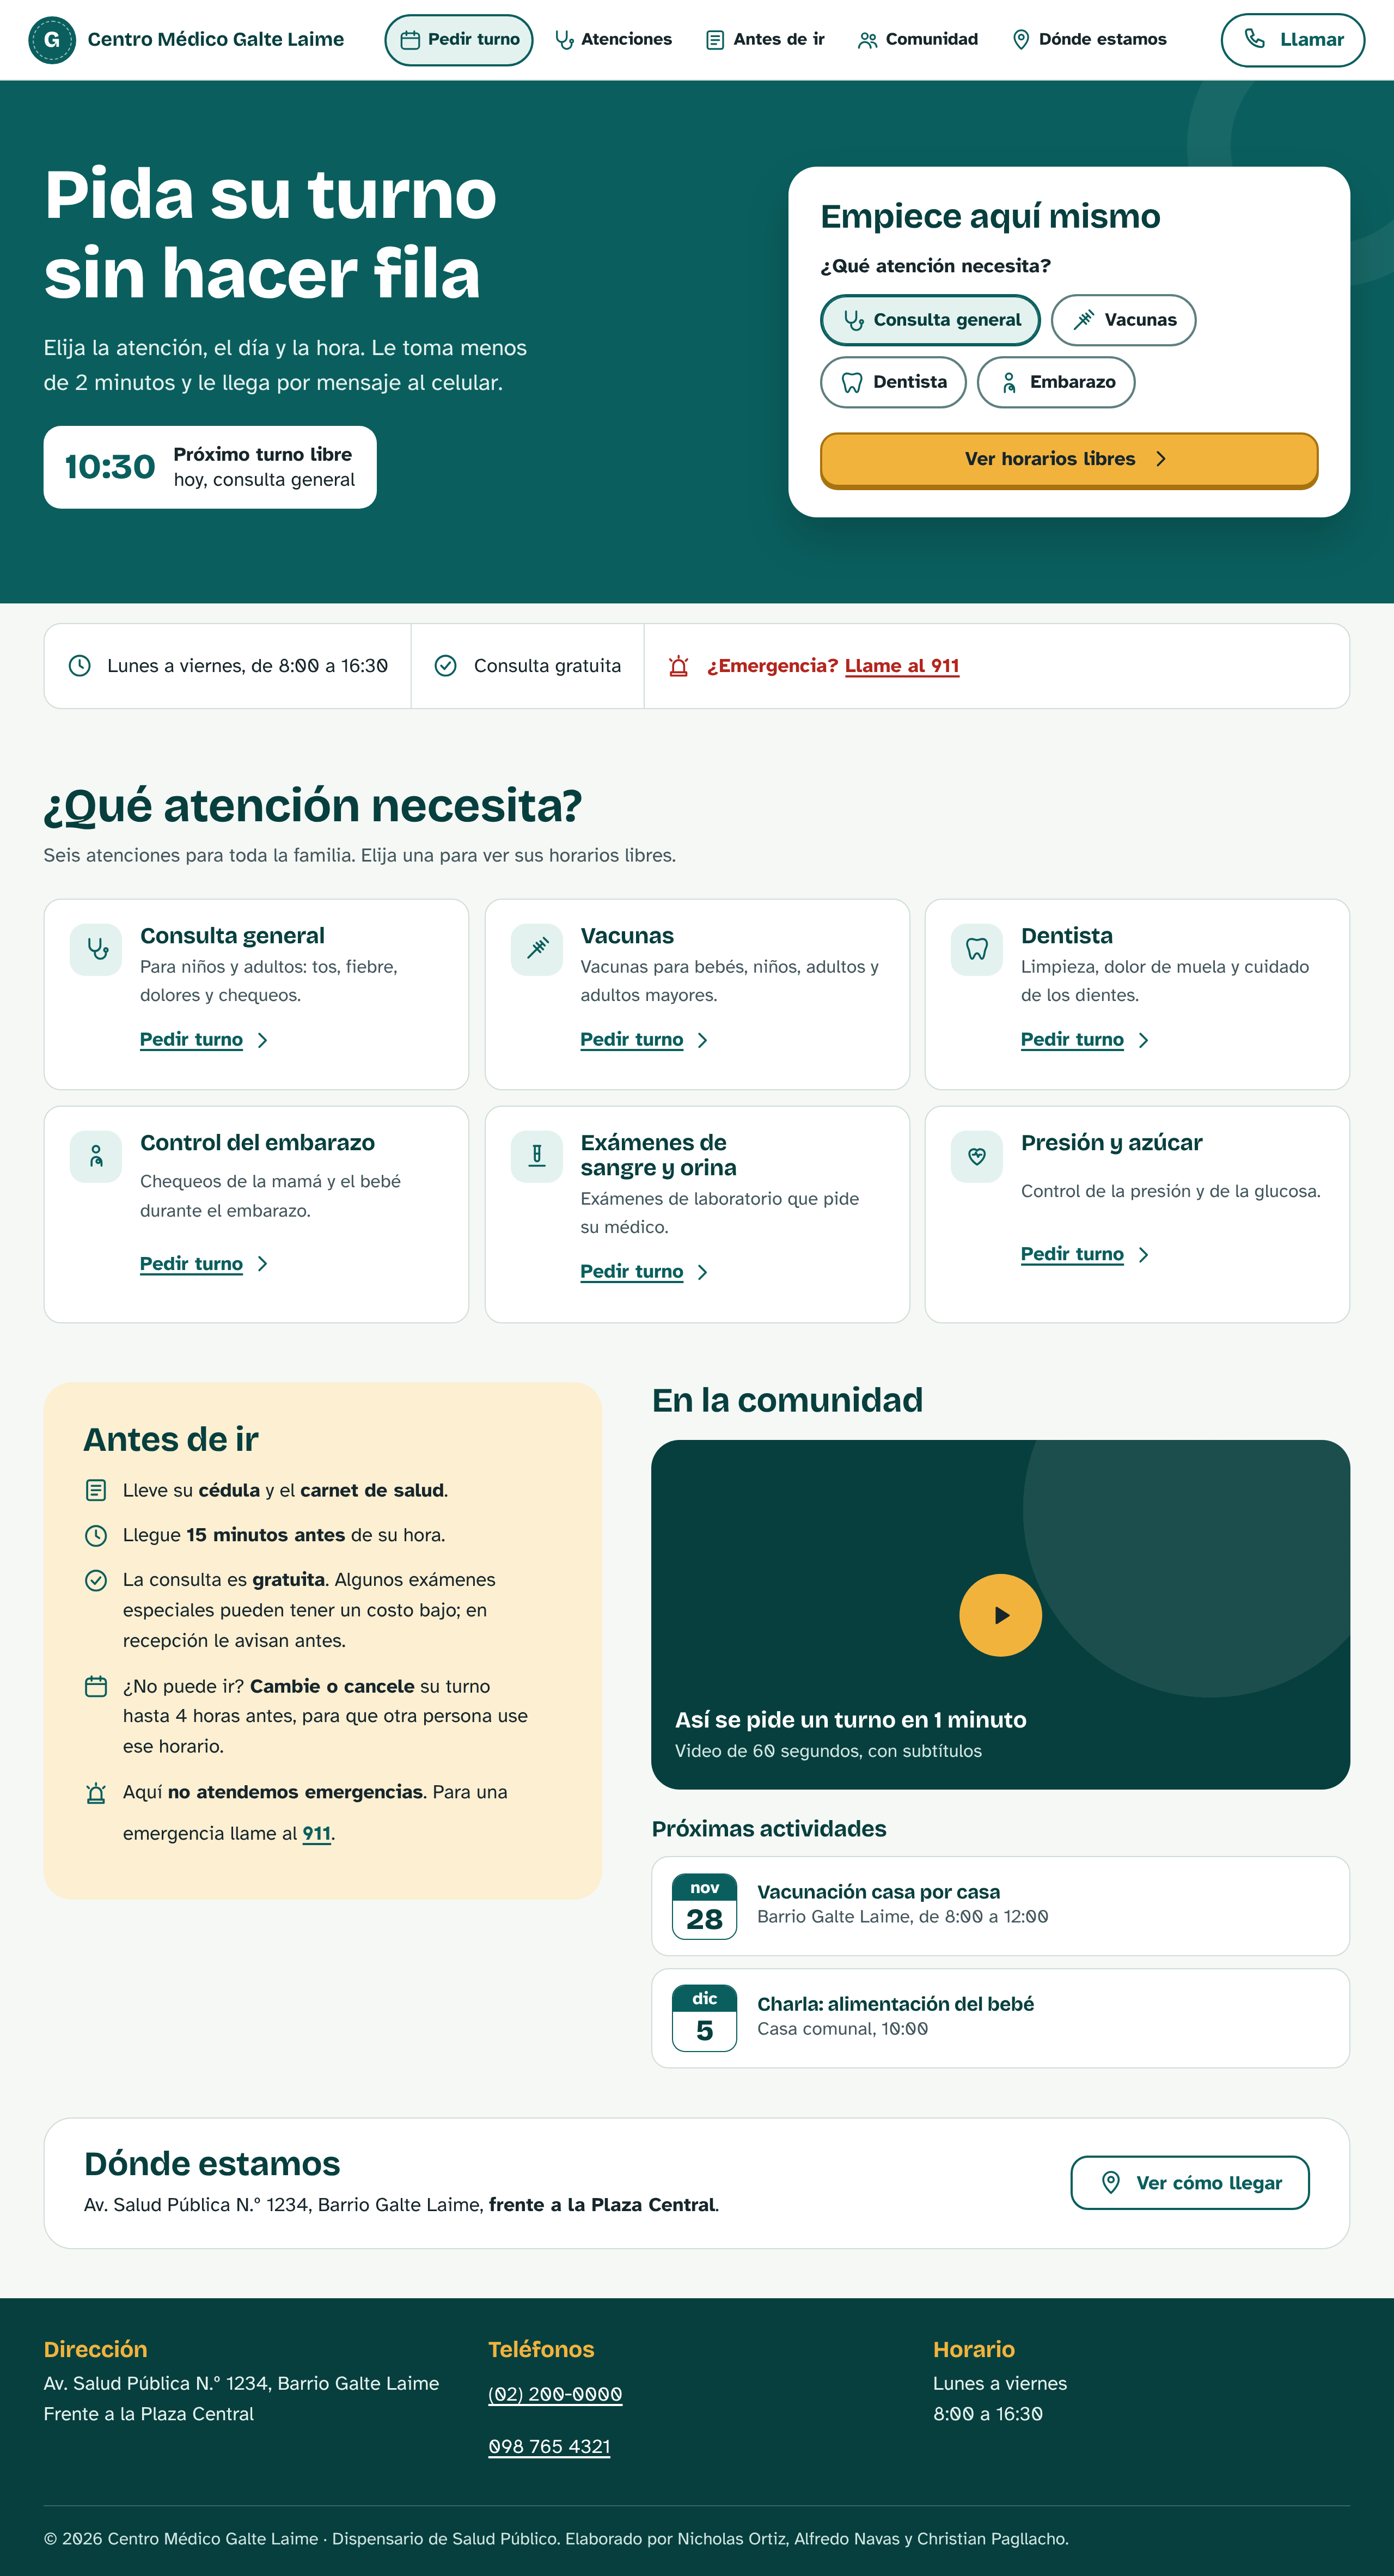 G
Centro Médico Galte Laime
Pedir turno
Atenciones
Antes de ir
Comunidad
Dónde estamos
Llamar
Pida su turno
sin hacer fila
Elija la atención, el día y la hora. Le toma menos
de 2 minutos y le llega por mensaje al celular.
10:30
Próximo turno libre
hoy, consulta general
Empiece aquí mismo
¿Qué atención necesita?
Consulta general
Vacunas
Dentista
Embarazo
Ver horarios libres
Lunes a viernes, de 8:00 a 16:30
Consulta gratuita
¿Emergencia? Llame al 911
¿Qué atención necesita?
Seis atenciones para toda la familia. Elija una para ver sus horarios libres.
Consulta general
Para niños y adultos: tos, fiebre,
dolores y chequeos.
Pedir turno
Vacunas
Vacunas para bebés, niños, adultos y
adultos mayores.
Pedir turno
Dentista
Limpieza, dolor de muela y cuidado
de los dientes.
Pedir turno
Control del embarazo
Chequeos de la mamá y el bebé
durante el embarazo.
Pedir turno
Exámenes de
sangre y orina
Exámenes de laboratorio que pide
su médico.
Pedir turno
Presión y azúcar
Control de la presión y de la glucosa.
Pedir turno
Antes de ir
Lleve su cédula y el carnet de salud.
Llegue 15 minutos antes de su hora.
La consulta es gratuita. Algunos exámenes
especiales pueden tener un costo bajo; en
recepción le avisan antes.
¿No puede ir? Cambie o cancele su turno
hasta 4 horas antes, para que otra persona use
ese horario.
Aquí no atendemos emergencias. Para una
emergencia llame al 911.
En la comunidad
Así se pide un turno en 1 minuto
Video de 60 segundos, con subtítulos
Próximas actividades
nov
28
Vacunación casa por casa
Barrio Galte Laime, de 8:00 a 12:00
dic
5
Charla: alimentación del bebé
Casa comunal, 10:00
Dónde estamos
Av. Salud Pública N.º 1234, Barrio Galte Laime, frente a la Plaza Central.
Ver cómo llegar
Dirección
Av. Salud Pública N.º 1234, Barrio Galte Laime
Frente a la Plaza Central
Teléfonos
(02) 200-0000
098 765 4321
Horario
Lunes a viernes
8:00 a 16:30
© 2026 Centro Médico Galte Laime · Dispensario de Salud Público. Elaborado por Nicholas Ortiz, Alfredo Navas y Christian Pagllacho.